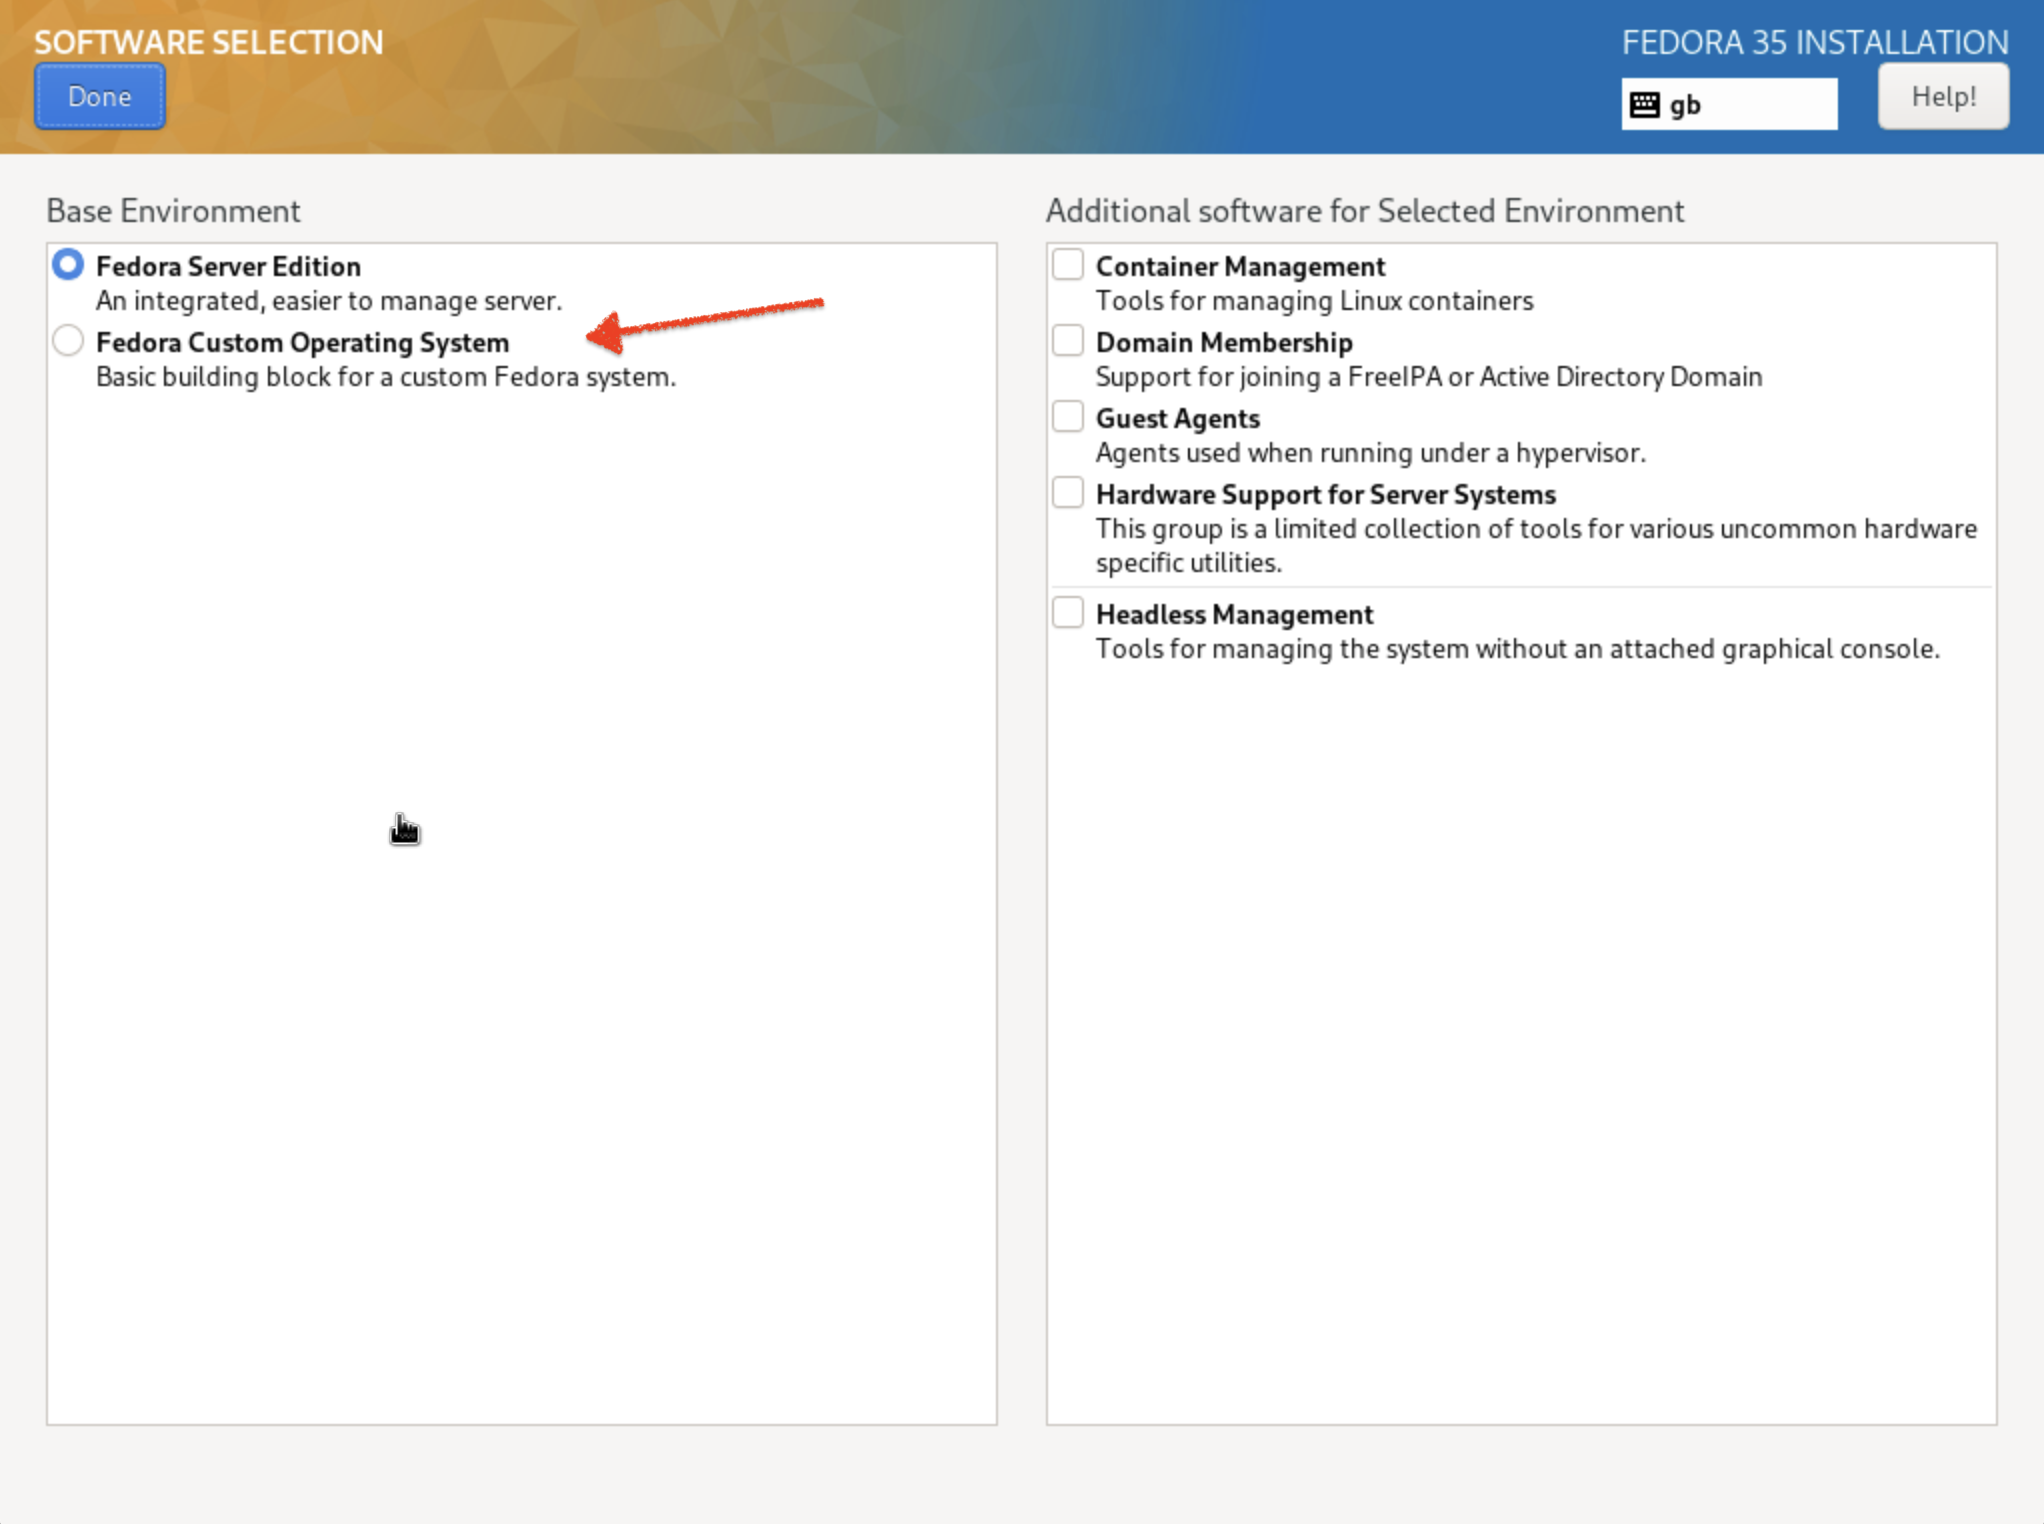 SOFTWARE SELECTION
Done
FEDORA 35 INSTALLATION
gb
Help!
Base Environment
Fedora Server Edition
An integrated, easier to manage server.
Fedora Custom Operating System
Basic building block for a custom Fedora system.
Additional software for Selected Environment
Container Management
Tools for managing Linux containers
Domain Membership
Support for joining a FreeIPA or Active Directory Domain
Guest Agents
Agents used when running under a hypervisor.
Hardware Support for Server Systems
This group is a limited collection of tools for various uncommon hardware
specific utilities.
Headless Management
Tools for managing the system without an attached graphical console.